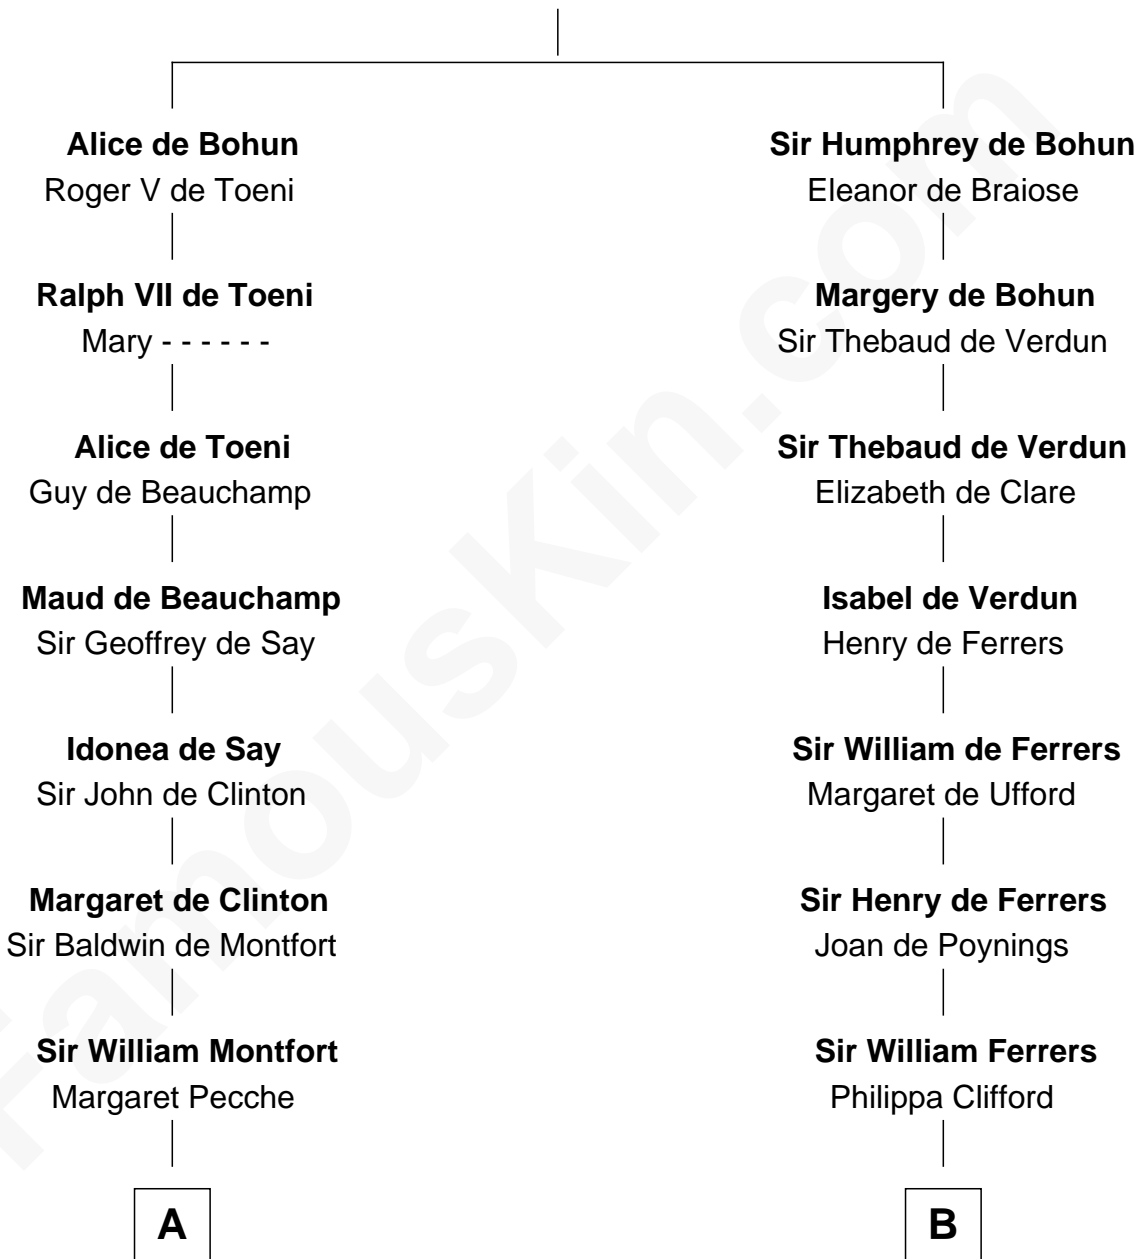 Alice de Bohun
Roger V de Toeni
Ralph VII de Toeni
Mary - - - - - -
Alice de Toeni
Guy de Beauchamp
Maud de Beauchamp
Sir Geoffrey de Say
Idonea de Say
Sir John de Clinton
Margaret de Clinton
Sir Baldwin de Montfort
Sir William Montfort
Margaret Pecche
A
Sir Humphrey de Bohun
Eleanor de Braiose
Margery de Bohun
Sir Thebaud de Verdun
Sir Thebaud de Verdun
Elizabeth de Clare
Isabel de Verdun
Henry de Ferrers
Sir William de Ferrers
Margaret de Ufford
Sir Henry de Ferrers
Joan de Poynings
Sir William Ferrers
Philippa Clifford
B
FamousKin.com